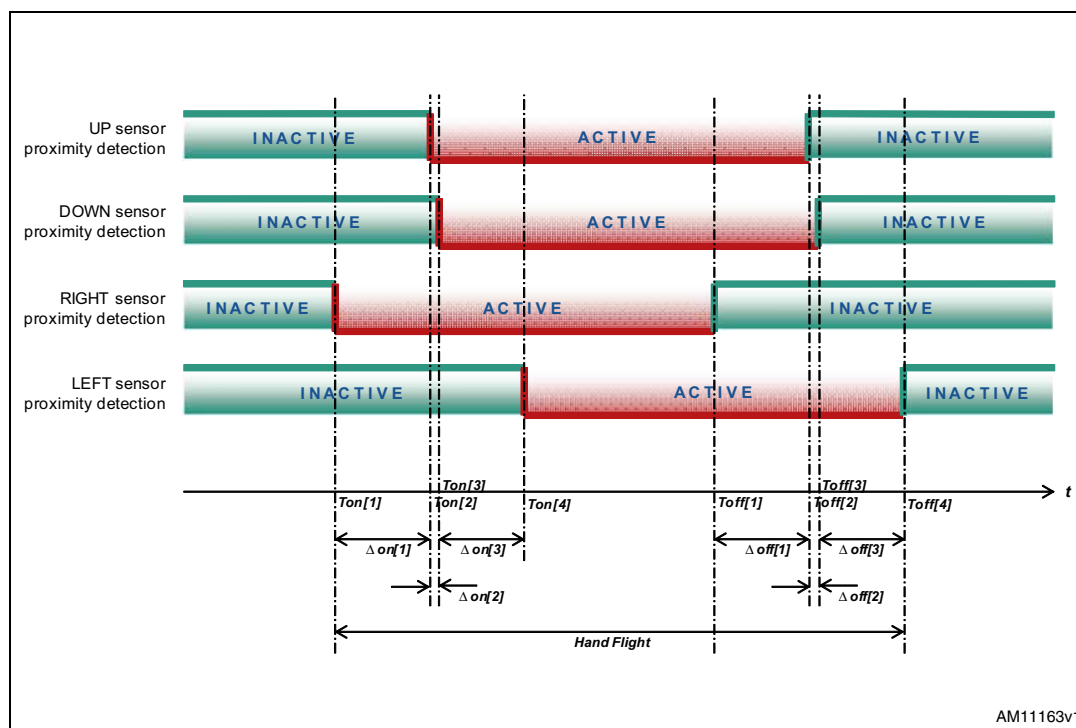 UP sensor
proximity detection
INACTIVE
ACTIVE
INACTIVE
DOWN sensor
proximity detection
INACTIVE
ACTIVE
INACTIVE
RIGHT sensor
proximity detection
INACTIVE
ACTIVE
INACTIVE
LEFT sensor
proximity detection
INACTIVE
ACTIVE
INACTIVE
Ton[3]
Toff[3]
t
Ton[1]
Ton[2]
Ton[4]
Toff[1]
Toff[2]
Toff[4]
Δ on[1]
Δ on[3]
Δ off[1]
Δ off[3]
Δ on[2]
Δ off[2]
Hand Flight
AM11163v1